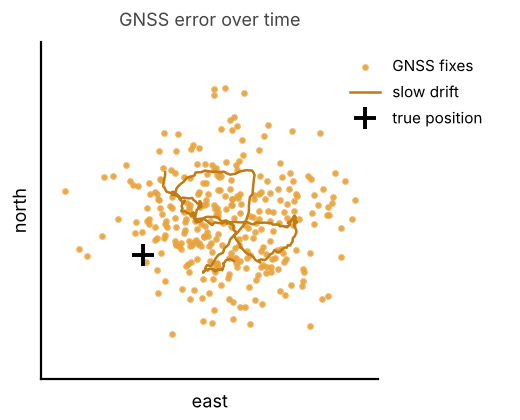 GNSS error over time
GNSS fixes
slow drift
true position
north
east